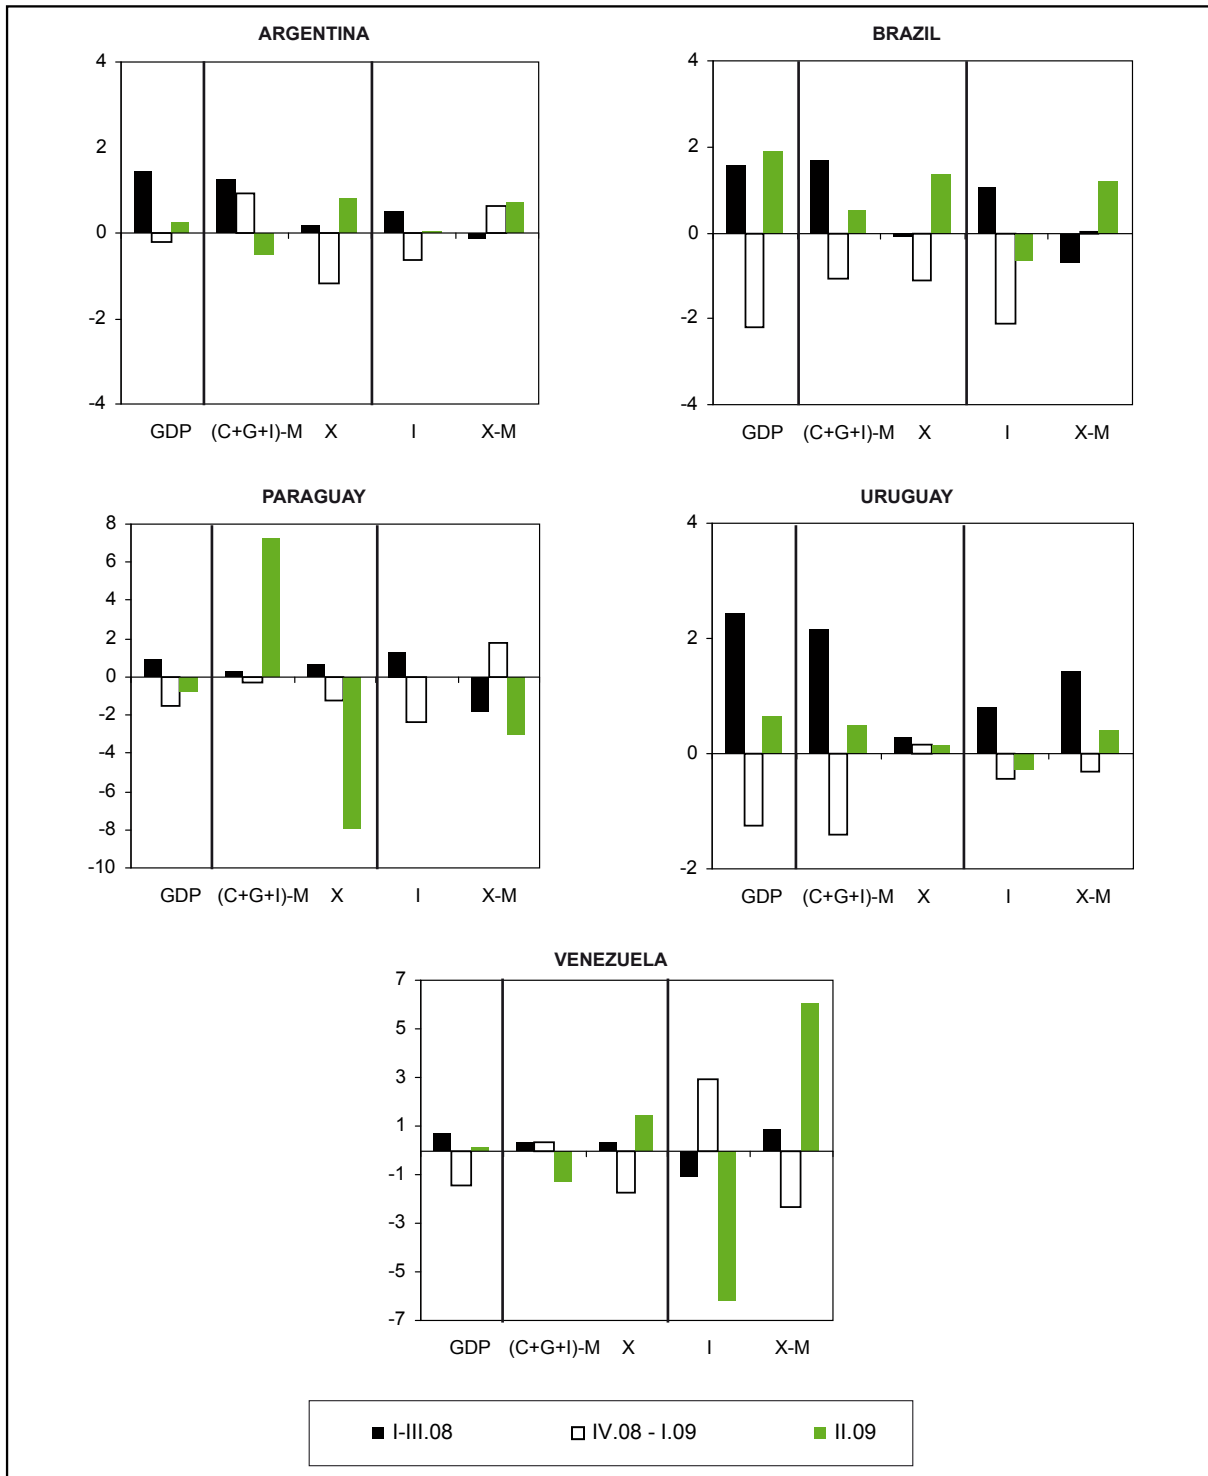 ARGENTINA
4
2
0
-2
-4
GDP (C+G+I)-M X I X-M
BRAZIL
4
2
0
-2
-4
GDP (C+G+I)-M X I X-M
PARAGUAY
8
6
4
2
0
-2
-4
-6
-8
-10
GDP (C+G+I)-M X I X-M
URUGUAY
4
2
0
-2
GDP (C+G+I)-M X I X-M
VENEZUELA
7
5
3
1
-1
-3
-5
-7
GDP (C+G+I)-M X I X-M
I-III.08 IV.08 - I.09 II.09